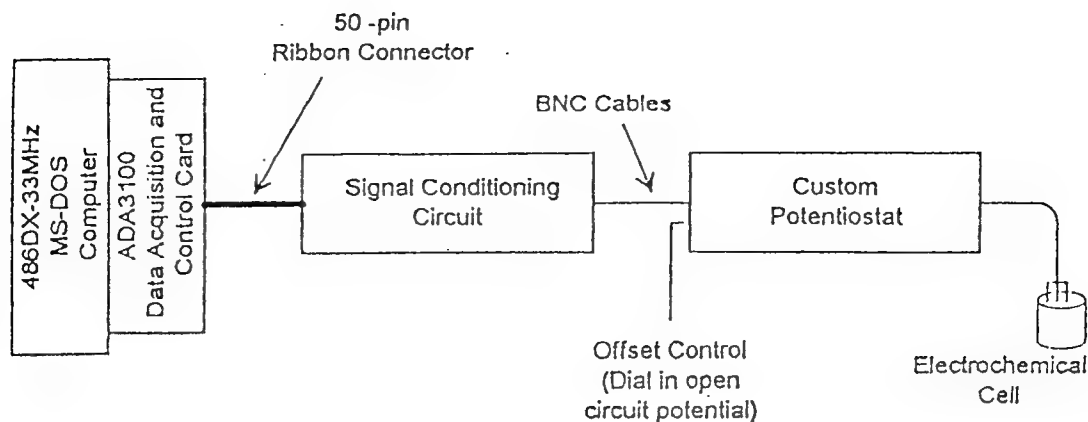 50 -pin
Ribbon Connector
486DX-33MHz
MS-DOS
Computer
ADA3100
Data Acquisition and
Control Card
BNC Cables
Signal Conditioning
Circuit
Custom
Potentiostat
Offset Control
(Dial in open
circuit potential)
Electrochemical
Cell